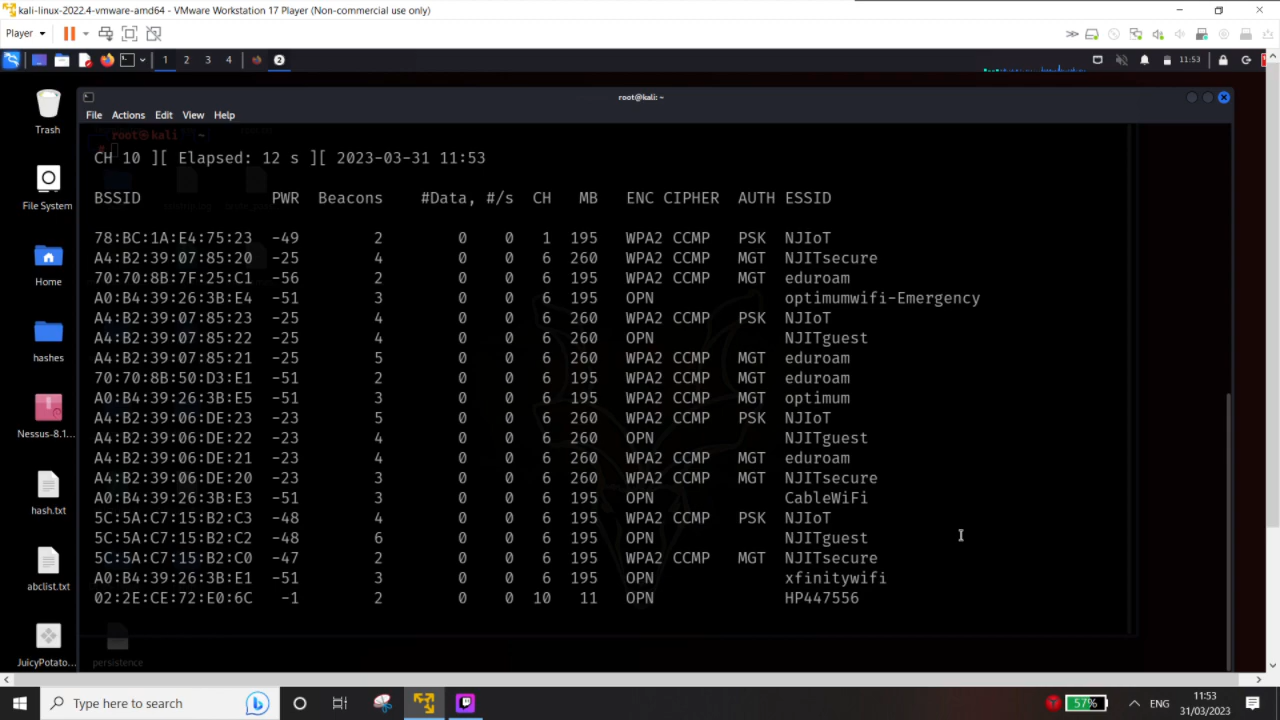 kali-linux-2022.4-vmware-amd64 - VMware Workstation 17 Player (Non-commercial use only)
Player
1 2 3 4 2 11:53
root@kali: ~
File Actions Edit View Help
Trash
File System
Home
hashes
Nessus-8.1...
hash.txt
abclist.txt
JuicyPotato...
root@kali ~
CH 10 ][ Elapsed: 12 s ][ 2023-03-31 11:53
BSSID PWR Beacons #Data, #/s CH MB ENC CIPHER AUTH ESSID
78:BC:1A:E4:75:23 -49 2 0 0 1 195 WPA2 CCMP PSK NJIoT
A4:B2:39:07:85:20 -25 4 0 0 6 260 WPA2 CCMP MGT NJITsecure
70:70:8B:7F:25:C1 -56 2 0 0 6 195 WPA2 CCMP MGT eduroam
A0:B4:39:26:3B:E4 -51 3 0 0 6 195 OPN optimumwifi-Emergency
A4:B2:39:07:85:23 -25 4 0 0 6 260 WPA2 CCMP PSK NJIoT
A4:B2:39:07:85:22 -25 4 0 0 6 260 OPN NJITguest
A4:B2:39:07:85:21 -25 5 0 0 6 260 WPA2 CCMP MGT eduroam
70:70:8B:50:D3:E1 -51 2 0 0 6 195 WPA2 CCMP MGT eduroam
A0:B4:39:26:3B:E5 -51 3 0 0 6 195 WPA2 CCMP MGT optimum
A4:B2:39:06:DE:23 -23 5 0 0 6 260 WPA2 CCMP PSK NJIoT
A4:B2:39:06:DE:22 -23 4 0 0 6 260 OPN NJITguest
A4:B2:39:06:DE:21 -23 4 0 0 6 260 WPA2 CCMP MGT eduroam
A4:B2:39:06:DE:20 -23 3 0 0 6 260 WPA2 CCMP MGT NJITsecure
A0:B4:39:26:3B:E3 -51 3 0 0 6 195 OPN CableWiFi
5C:5A:C7:15:B2:C3 -48 4 0 0 6 195 WPA2 CCMP PSK NJIoT
5C:5A:C7:15:B2:C2 -48 6 0 0 6 195 OPN NJITguest
5C:5A:C7:15:B2:C0 -47 2 0 0 6 195 WPA2 CCMP MGT NJITsecure
A0:B4:39:26:3B:E1 -51 3 0 0 6 195 OPN xfinitywifi
02:2E:CE:72:E0:6C -1 2 0 0 10 11 OPN HP447556
persistence
Type here to search
57%
ENG
11:53
31/03/2023